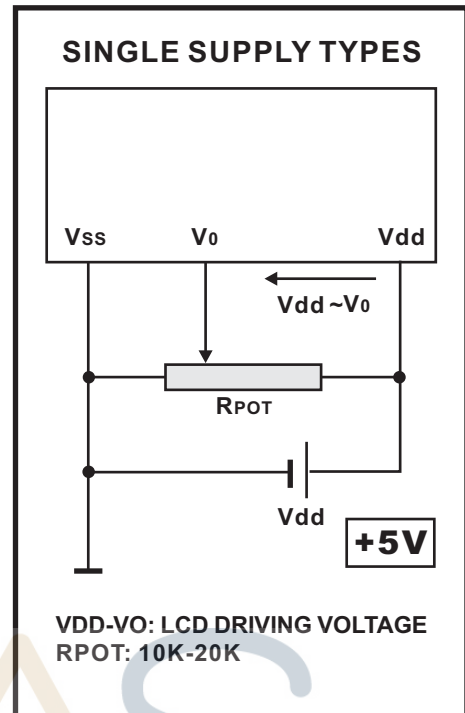 SINGLE SUPPLY TYPES
Vss V0 Vdd
Vdd ~V0
RPOT
Vdd
+5V
VDD-VO: LCD DRIVING VOLTAGE
RPOT: 10K-20K